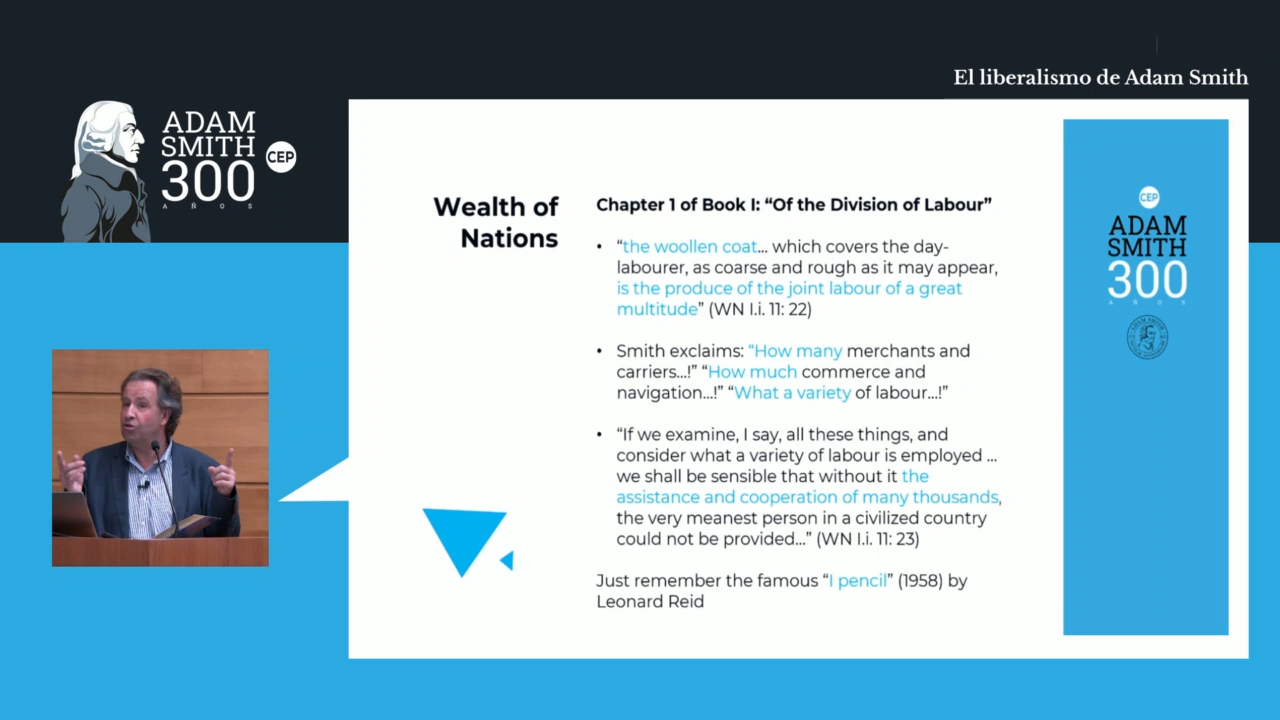 El liberalismo de Adam Smith
ADAM
SMITH
300
AÑOS
CEP
Wealth of
Nations
Chapter 1 of Book I: “Of the Division of Labour”
• “the woollen coat... which covers the day-
labourer, as coarse and rough as it may appear,
is the produce of the joint labour of a great
multitude” (WN I.i. 11: 22)
• Smith exclaims: “How many merchants and
carriers...!” “How much commerce and
navigation...!” “What a variety of labour...!”
• “If we examine, I say, all these things, and
consider what a variety of labour is employed ...
we shall be sensible that without it the
assistance and cooperation of many thousands,
the very meanest person in a civilized country
could not be provided...” (WN I.i. 11: 23)
Just remember the famous “I pencil” (1958) by
Leonard Reid
CEP
ADAM
SMITH
300
AÑOS